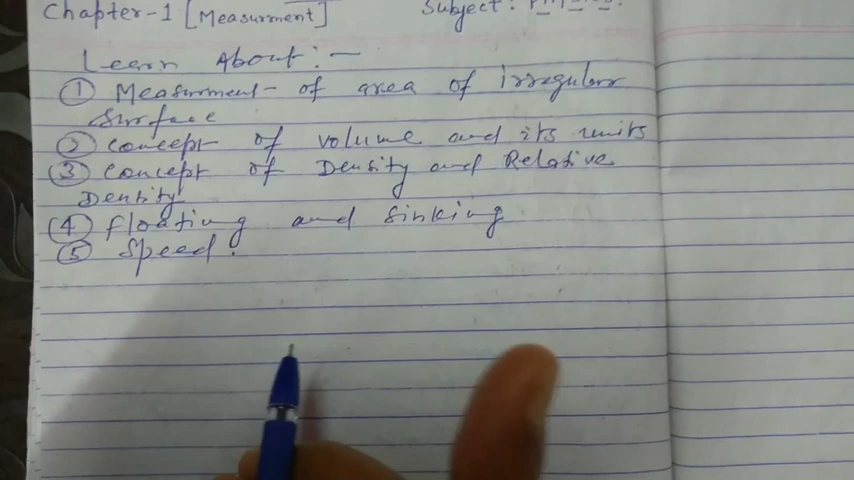 Chapter-1 [Measurment] Subject:
Learn About:-
① Measurment of area of irregular
Surface
② Concept of volume and its units
③ Concept of Density and Relative
Density
④ floating and Sinking
⑤ Speed.